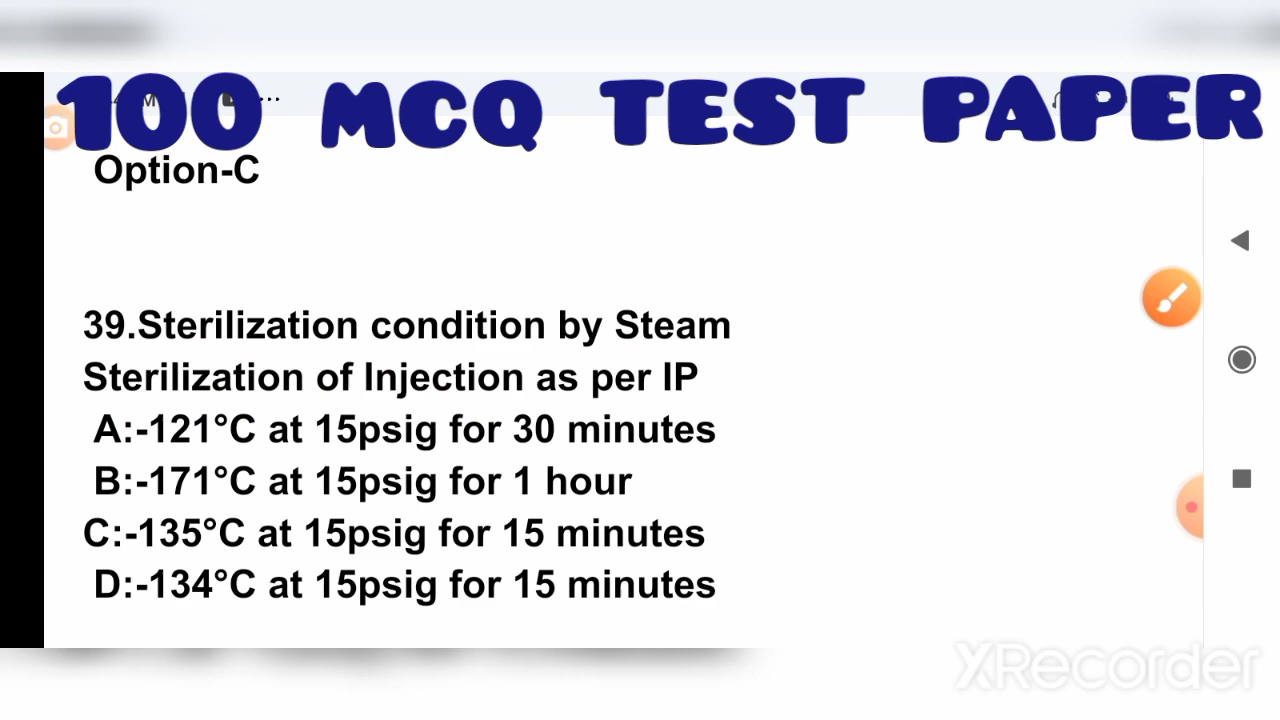 100 MCQ TEST PAPER
Option-C
39.Sterilization condition by Steam
Sterilization of Injection as per IP
A:-121°C at 15psig for 30 minutes
B:-171°C at 15psig for 1 hour
C:-135°C at 15psig for 15 minutes
D:-134°C at 15psig for 15 minutes
XRecorder